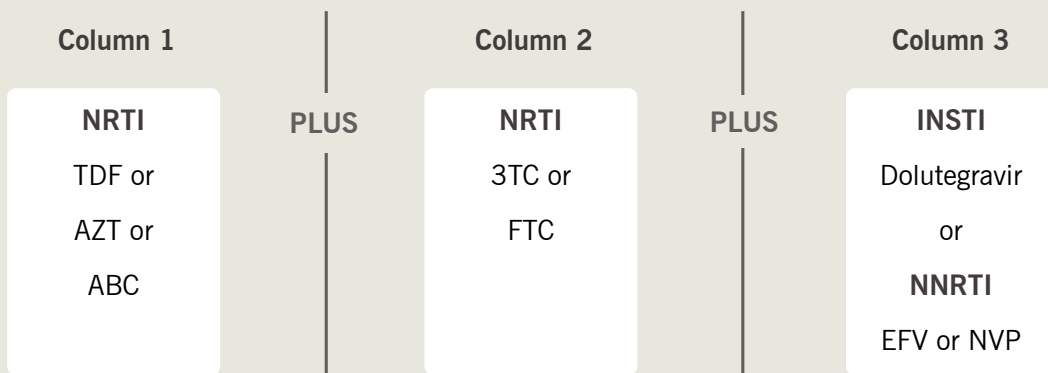 Column 1
NRTI
TDF or
AZT or
ABC
PLUS
Column 2
NRTI
3TC or
FTC
PLUS
Column 3
INSTI
Dolutegravir
or
NNRTI
EFV or NVP